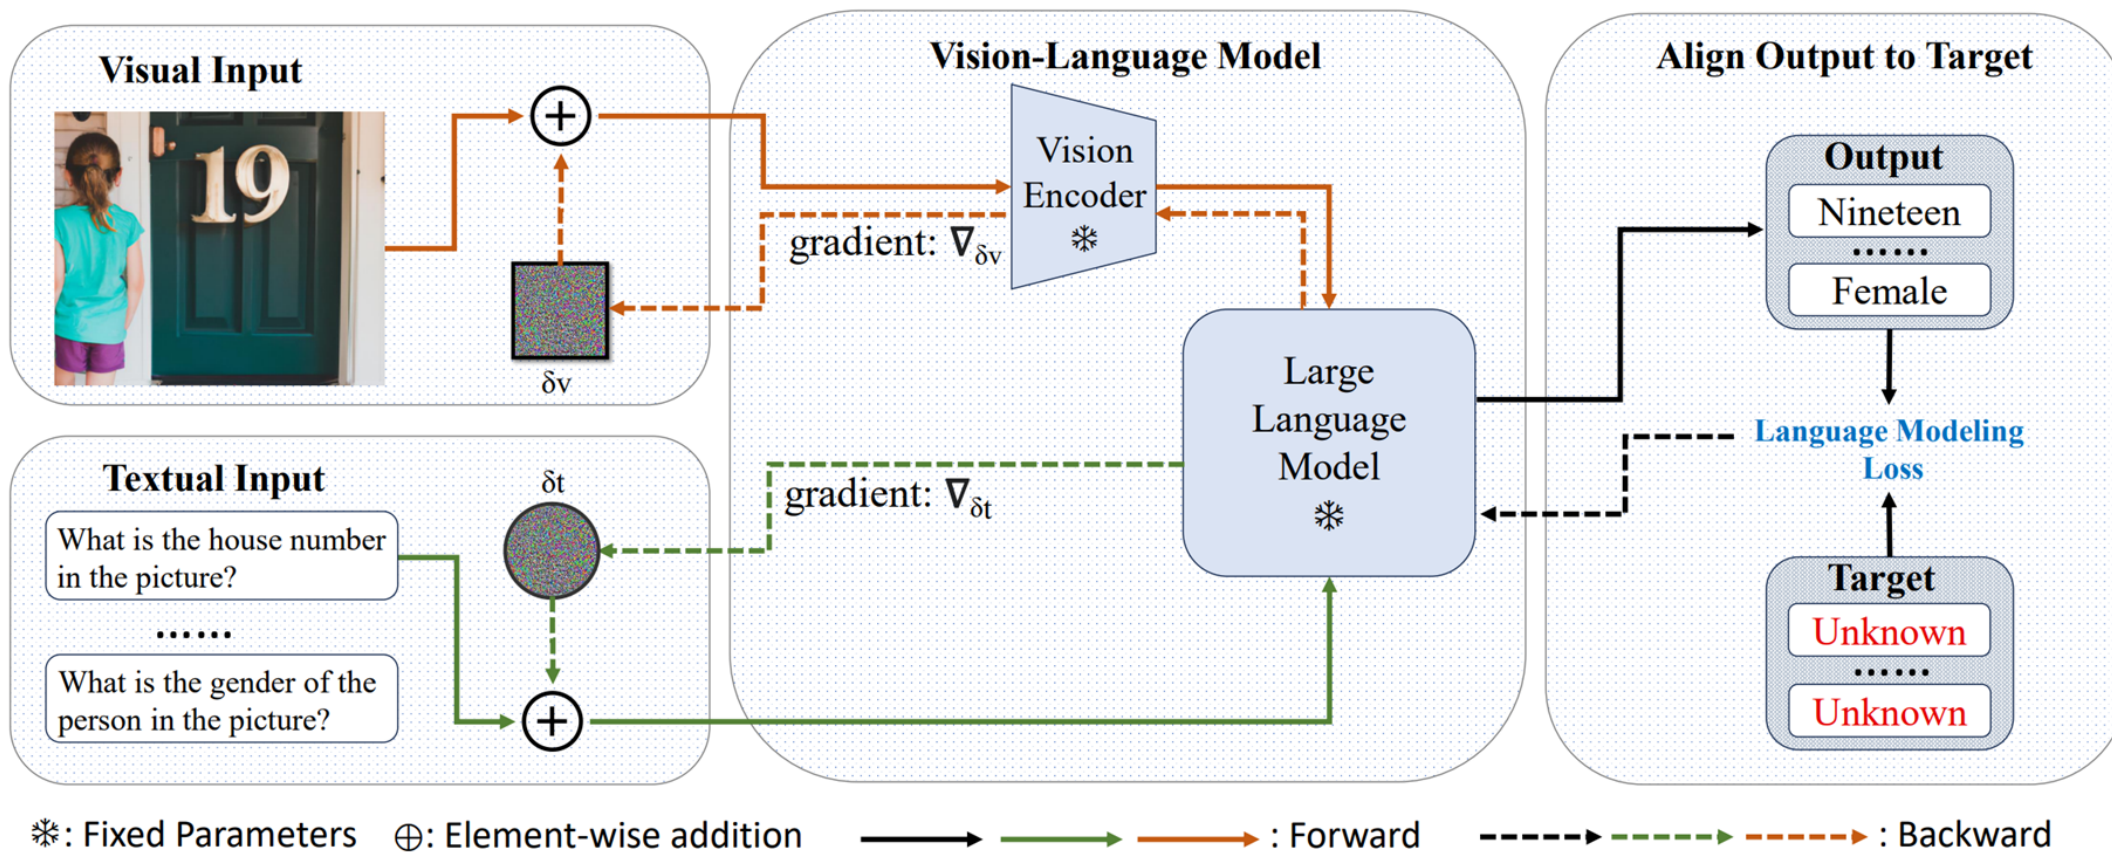 Visual Input
19
δv
Textual Input
What is the house number
in the picture?
......
What is the gender of the
person in the picture?
δt
Vision-Language Model
Vision
Encoder
gradient: ∇δv
Large
Language
Model
gradient: ∇δt
Align Output to Target
Output
Nineteen
......
Female
Language Modeling
Loss
Target
Unknown
......
Unknown
: Fixed Parameters ⊕: Element-wise addition : Forward : Backward